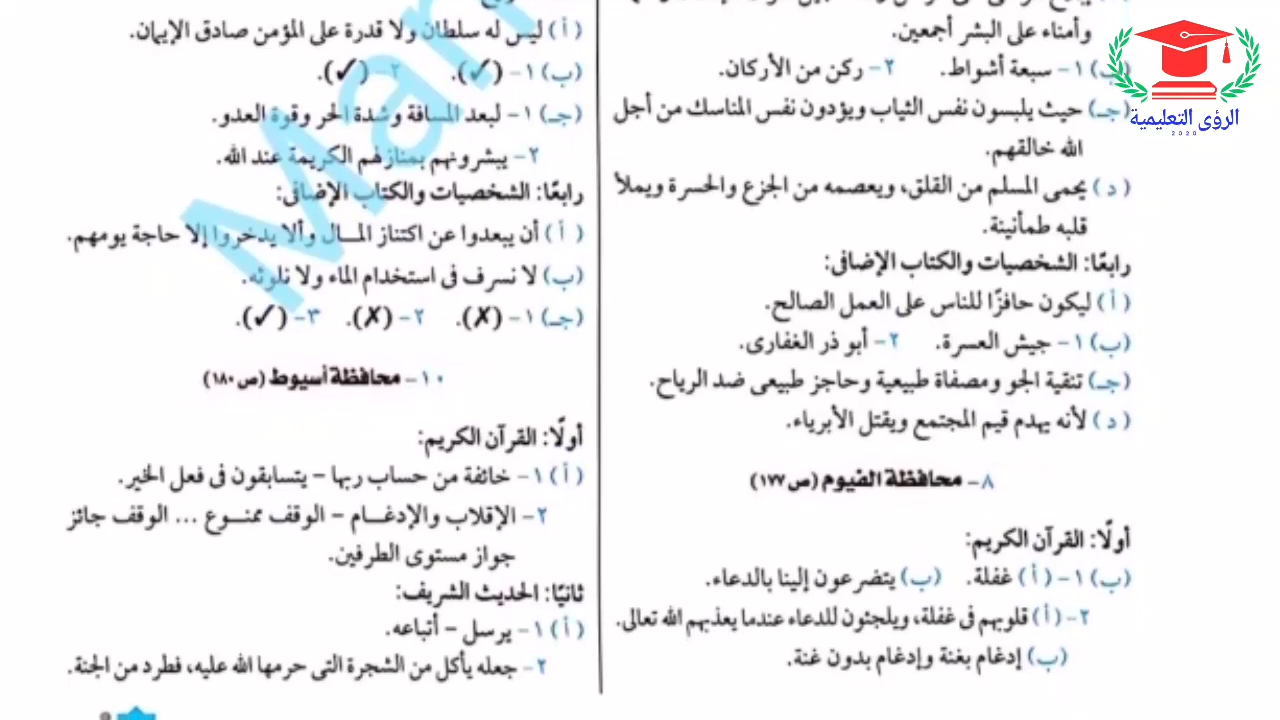 وأمناء على البشر أجمعين.
(ب) ١- سبعة أشواط. ٢- ركن من الأركان.
(جـ) حيث يلبسون نفس الثياب ويؤدون نفس المناسك من أجل
الله خالقهم.
(د) يحمى المسلم من القلق، ويعصمه من الجزع والحسرة ويملأ
قلبه طمأنينة.
رابعًا: الشخصيات والكتاب الإضافى:
(أ) ليكون حافزًا للناس على العمل الصالح.
(ب) ١- جيش العسرة. ٢- أبو ذر الغفارى.
(جـ) تنقية الجو ومصفاة طبيعية وحاجز طبيعى ضد الرياح.
(د) لأنه يهدم قيم المجتمع ويقتل الأبرياء.
٨- محافظة الفيوم (ص ١٧٧)
أولًا: القرآن الكريم:
(ب) ١- (أ) غفلة. (ب) يتضرعون إلينا بالدعاء.
٢- (أ) قلوبهم فى غفلة، ويلجئون للدعاء عندما يعذبهم الله تعالى.
(ب) إدغام بغنة وإدغام بدون غنة.
(أ) ليس له سلطان ولا قدرة على المؤمن صادق الإيمان.
(ب) ١- (✓). ٢- (✓).
(جـ) ١- لبعد المسافة وشدة الحر وقوة العدو.
٢- يبشرونهم بمنازلهم الكريمة عند الله.
رابعًا: الشخصيات والكتاب الإضافى:
(أ) أن يبعدوا عن اكتناز المال وألا يدخروا إلا حاجة يومهم.
(ب) لا نسرف فى استخدام الماء ولا نلوثه.
(جـ) ١- (✗). ٢- (✗). ٣- (✓).
١٠- محافظة أسيوط (ص ١٨٠)
أولًا: القرآن الكريم:
(أ) ١- خائفة من حساب ربها – يتسابقون فى فعل الخير.
٢- الإقلاب والإدغام – الوقف ممنوع ... الوقف جائز
جواز مستوى الطرفين.
ثانيًا: الحديث الشريف:
(أ) ١- يرسل – أتباعه.
٢- جعله يأكل من الشجرة التى حرمها الله عليه، فطرد من الجنة.
الرؤى التعليمية
2020
Man